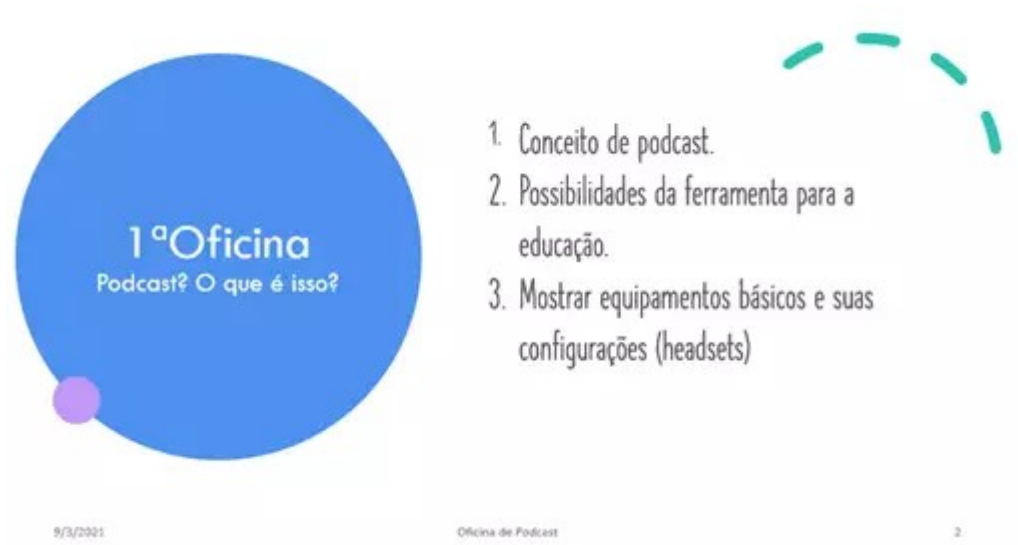 1ªOficina
Podcast? O que é isso?
1. Conceito de podcast.
2. Possibilidades da ferramenta para a
educação.
3. Mostrar equipamentos básicos e suas
configurações (headsets)
9/3/2021
Oficina de Podcast
2